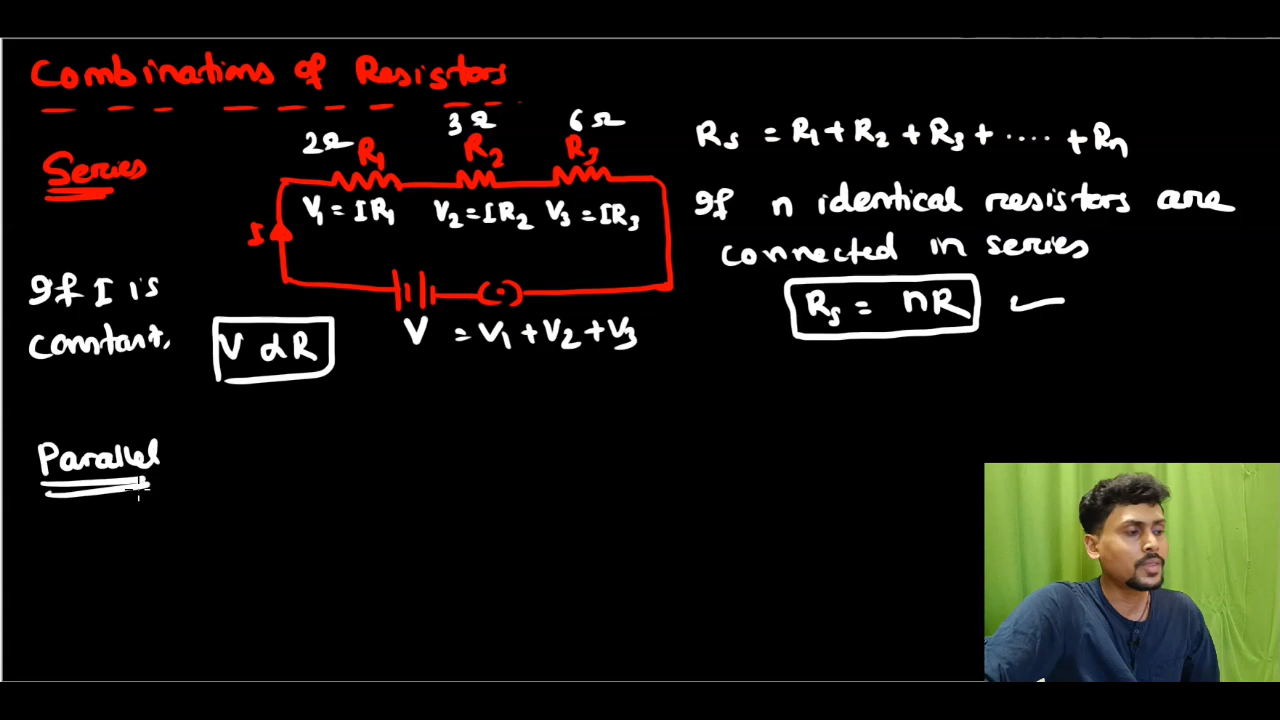 Combinations of Resistors
Series
2Ω 3Ω 6Ω
R1 R2 R3
V1 = IR1 V2 = IR2 V3 = IR3
I
V = V1 + V2 + V3
If I is
constant,
V α R
Rs = R1 + R2 + R3 + .... + Rn
If n identical resistors are
connected in series
Rs = nR
Parallel